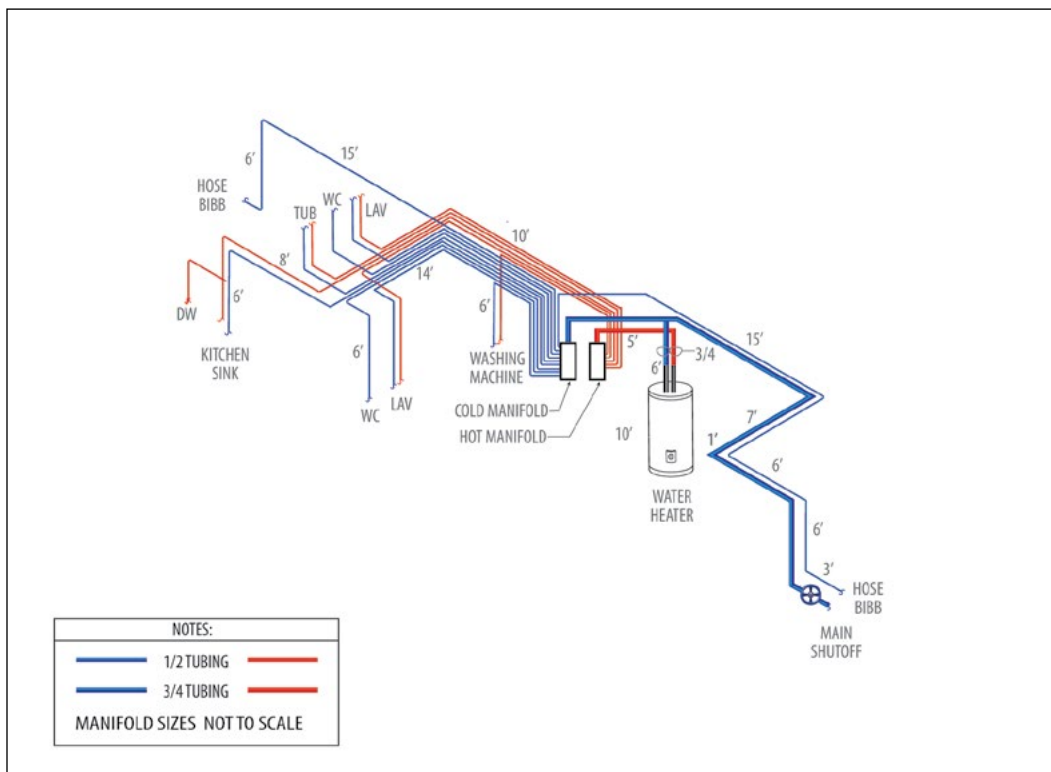 15’
6’
HOSE
BIBB
WC
TUB
LAV
10’
8’
14’
DW
6’
KITCHEN
SINK
6’
WC
LAV
6’
WASHING
MACHINE
5’
6’
3/4
15’
COLD MANIFOLD
HOT MANIFOLD
10’
WATER
HEATER
7’
1’
6’
6’
3’
HOSE
BIBB
MAIN
SHUTOFF
NOTES:
1/2 TUBING
3/4 TUBING
MANIFOLD SIZES NOT TO SCALE